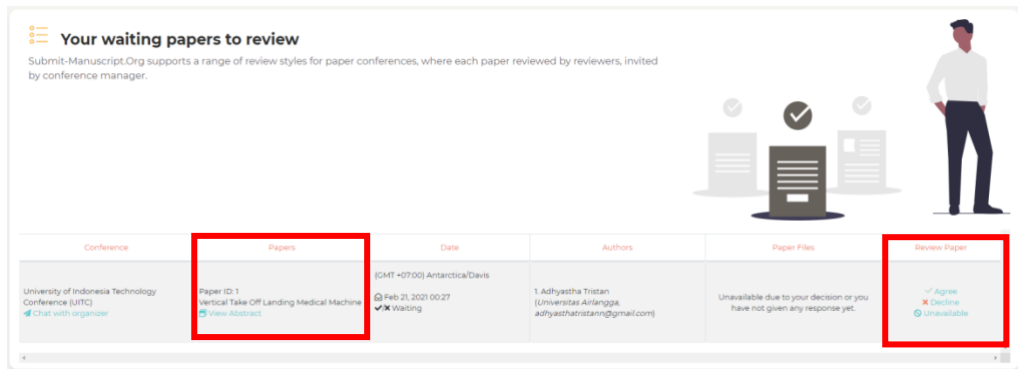 Your waiting papers to review
Submit-Manuscript.Org supports a range of review styles for paper conferences, where each paper reviewed by reviewers, invited
by conference manager.
Conference
Papers
Date
Authors
Paper Files
Review Paper
University of Indonesia Technology
Conference (UITC)
Chat with organizer
Paper ID: 1
Vertical Take Off Landing Medical Machine
View Abstract
(GMT +07:00) Antarctica/Davis
Feb 21, 2021 00:27
✔/✖ Waiting
1. Adhyastha Tristan
(Universitas Airlangga,
adhyasthatristann@gmail.com)
Unavailable due to your decision or you
have not given any response yet.
Agree
Decline
Unavailable